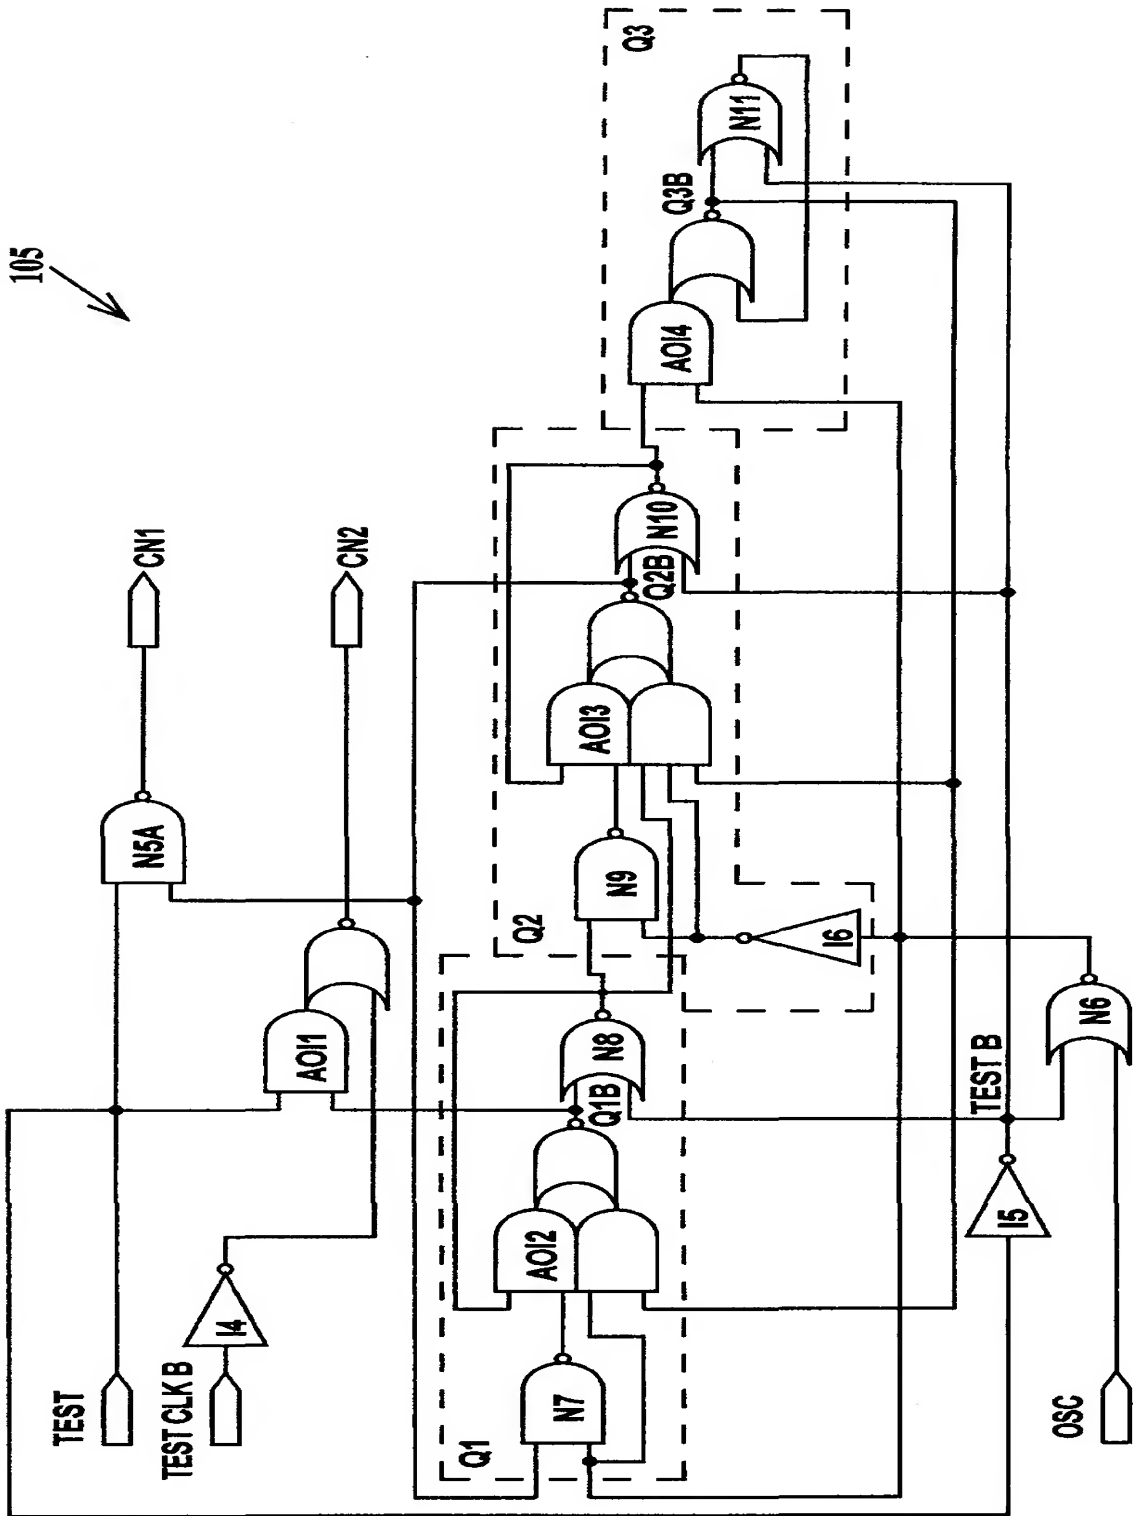 105
TEST
TEST CLK B
I4
N5A
CN1
AOI1
CN2
Q1
N7
AOI2
Q1B
N8
Q2
N9
AOI3
Q2B
N10
I6
Q3
AOI4
Q3B
N11
I5
TEST B
N6
OSC